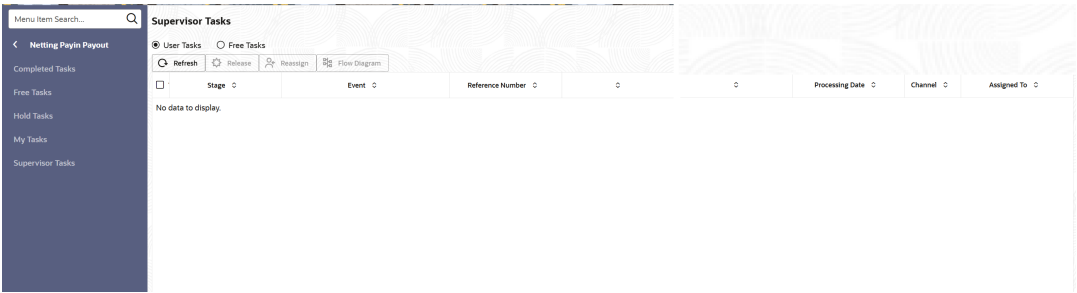 Menu Item Search...
Supervisor Tasks
Netting Payin Payout
User Tasks Free Tasks
Completed Tasks
Refresh Release Reassign Flow Diagram
Free Tasks
Stage Event Reference Number Processing Date Channel Assigned To
No data to display.
Hold Tasks
My Tasks
Supervisor Tasks